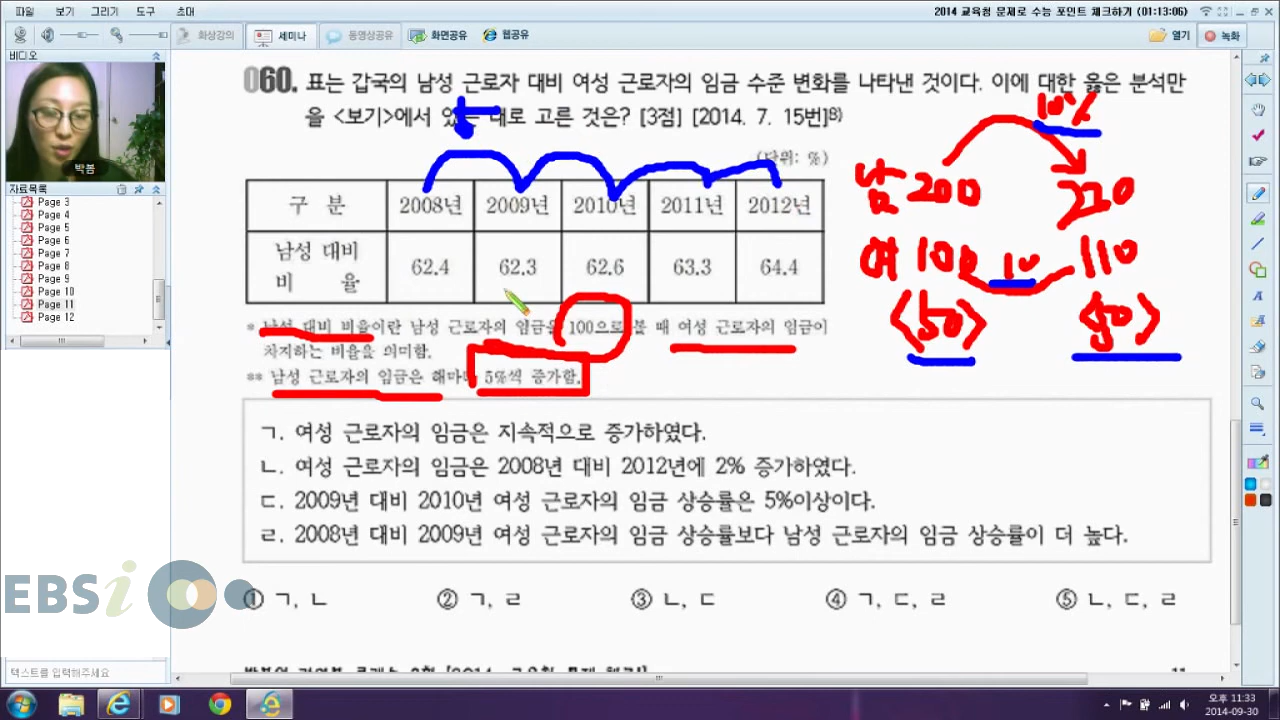 파일 보기 그리기 도구 초대
2014 교육청 문제로 수능 포인트 체크하기 (01:13:06)
화상강의 세미나 동영상공유 화면공유 웹공유 열기 녹화
비디오
박봄
자료목록
Page 3
Page 4
Page 5
Page 6
Page 7
Page 8
Page 9
Page 10
Page 11
Page 12
텍스트를 입력해주세요
060. 표는 갑국의 남성 근로자 대비 여성 근로자의 임금 수준 변화를 나타낸 것이다. 이에 대한 옳은 분석만
을 <보기>에서 있는 대로 고른 것은? [3점] [2014. 7. 15번]8)
(단위: %)
구 분 2008년 2009년 2010년 2011년 2012년
남성 대비
비 율 62.4 62.3 62.6 63.3 64.4
* 남성 대비 비율이란 남성 근로자의 임금을 100으로 볼 때 여성 근로자의 임금이
차지하는 비율을 의미함.
** 남성 근로자의 임금은 해마다 5%씩 증가함.
10%
남 200 220
여 100 10 110
<50> <50>
ㄱ. 여성 근로자의 임금은 지속적으로 증가하였다.
ㄴ. 여성 근로자의 임금은 2008년 대비 2012년에 2% 증가하였다.
ㄷ. 2009년 대비 2010년 여성 근로자의 임금 상승률은 5%이상이다.
ㄹ. 2008년 대비 2009년 여성 근로자의 임금 상승률보다 남성 근로자의 임금 상승률이 더 높다.
① ㄱ, ㄴ ② ㄱ, ㄹ ③ ㄴ, ㄷ ④ ㄱ, ㄷ, ㄹ ⑤ ㄴ, ㄷ, ㄹ
EBSi
11
오후 11:33
2014-09-30